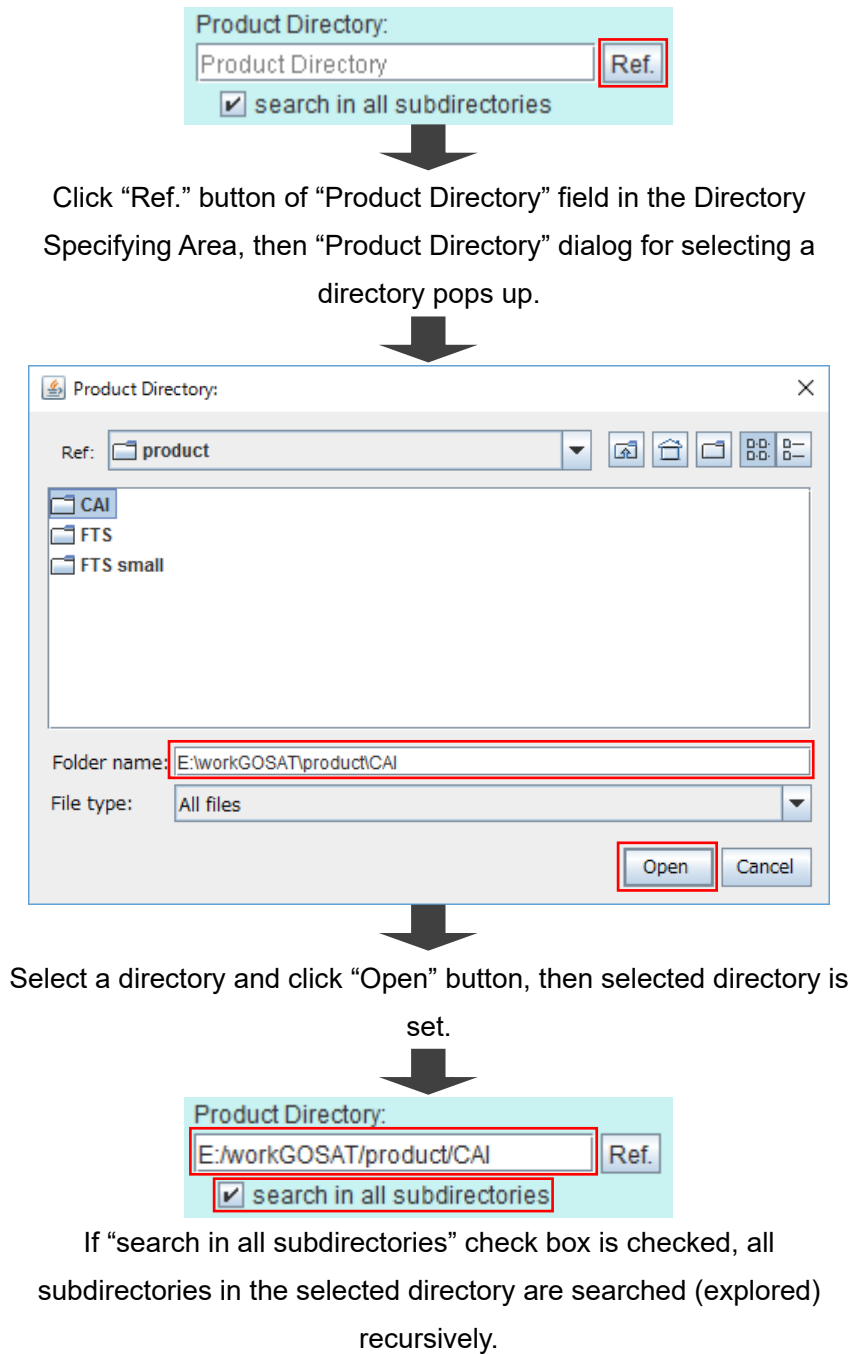 Product Directory:
Product Directory Ref.
search in all subdirectories
Click “Ref.” button of “Product Directory” field in the Directory
Specifying Area, then “Product Directory” dialog for selecting a
directory pops up.
Product Directory:
Ref: product
CAI
FTS
FTS small
Folder name: E:\workGOSAT\product\CAI
File type: All files
Open Cancel
Select a directory and click “Open” button, then selected directory is
set.
Product Directory:
E:/workGOSAT/product/CAI Ref.
search in all subdirectories
If “search in all subdirectories” check box is checked, all
subdirectories in the selected directory are searched (explored)
recursively.